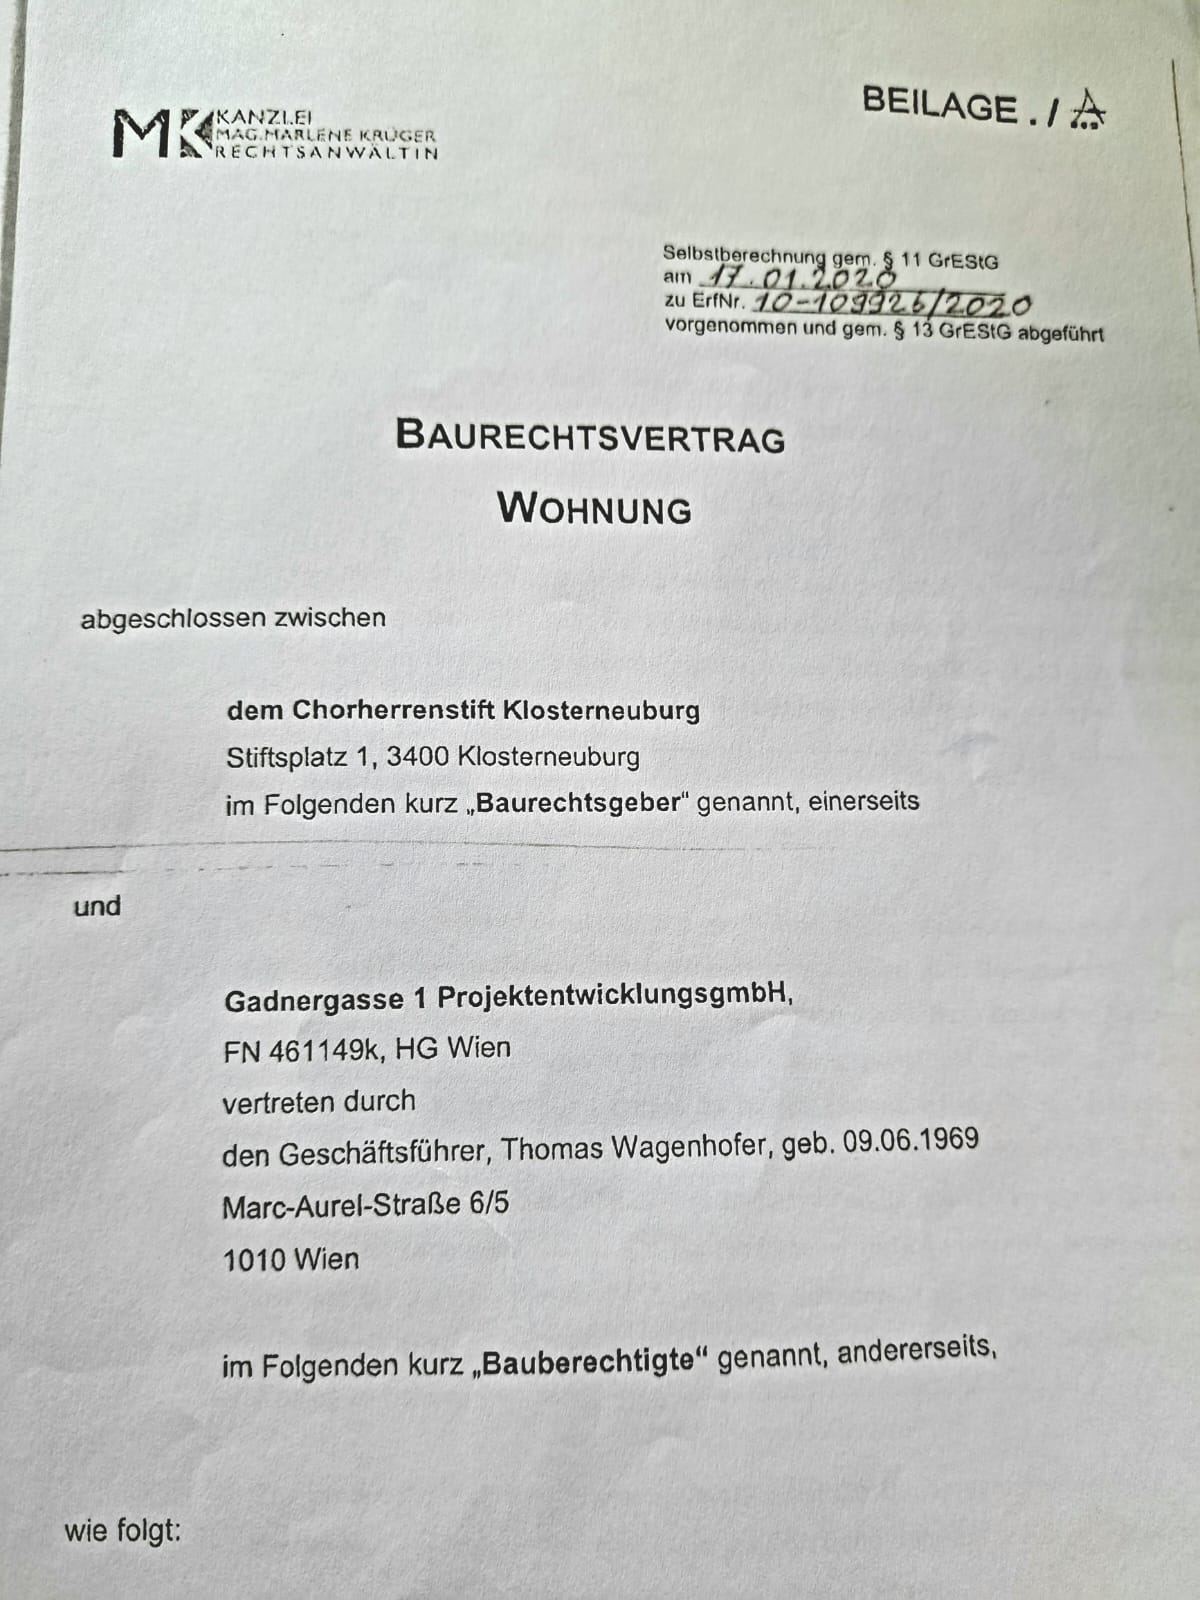 MK KANZLEI
MAG.MARLENE KRÜGER
RECHTSANWÄLTIN
BEILAGE ./A
Selbstberechnung gem. § 11 GrEStG
am 17.01.2020
zu ErfNr. 10-109926/2020
vorgenommen und gem. § 13 GrEStG abgeführt
BAURECHTSVERTRAG
WOHNUNG
abgeschlossen zwischen
dem Chorherrenstift Klosterneuburg
Stiftsplatz 1, 3400 Klosterneuburg
im Folgenden kurz „Baurechtsgeber“ genannt, einerseits
und
Gadnergasse 1 ProjektentwicklungsgmbH,
FN 461149k, HG Wien
vertreten durch
den Geschäftsführer, Thomas Wagenhofer, geb. 09.06.1969
Marc-Aurel-Straße 6/5
1010 Wien
im Folgenden kurz „Bauberechtigte“ genannt, andererseits,
wie folgt: